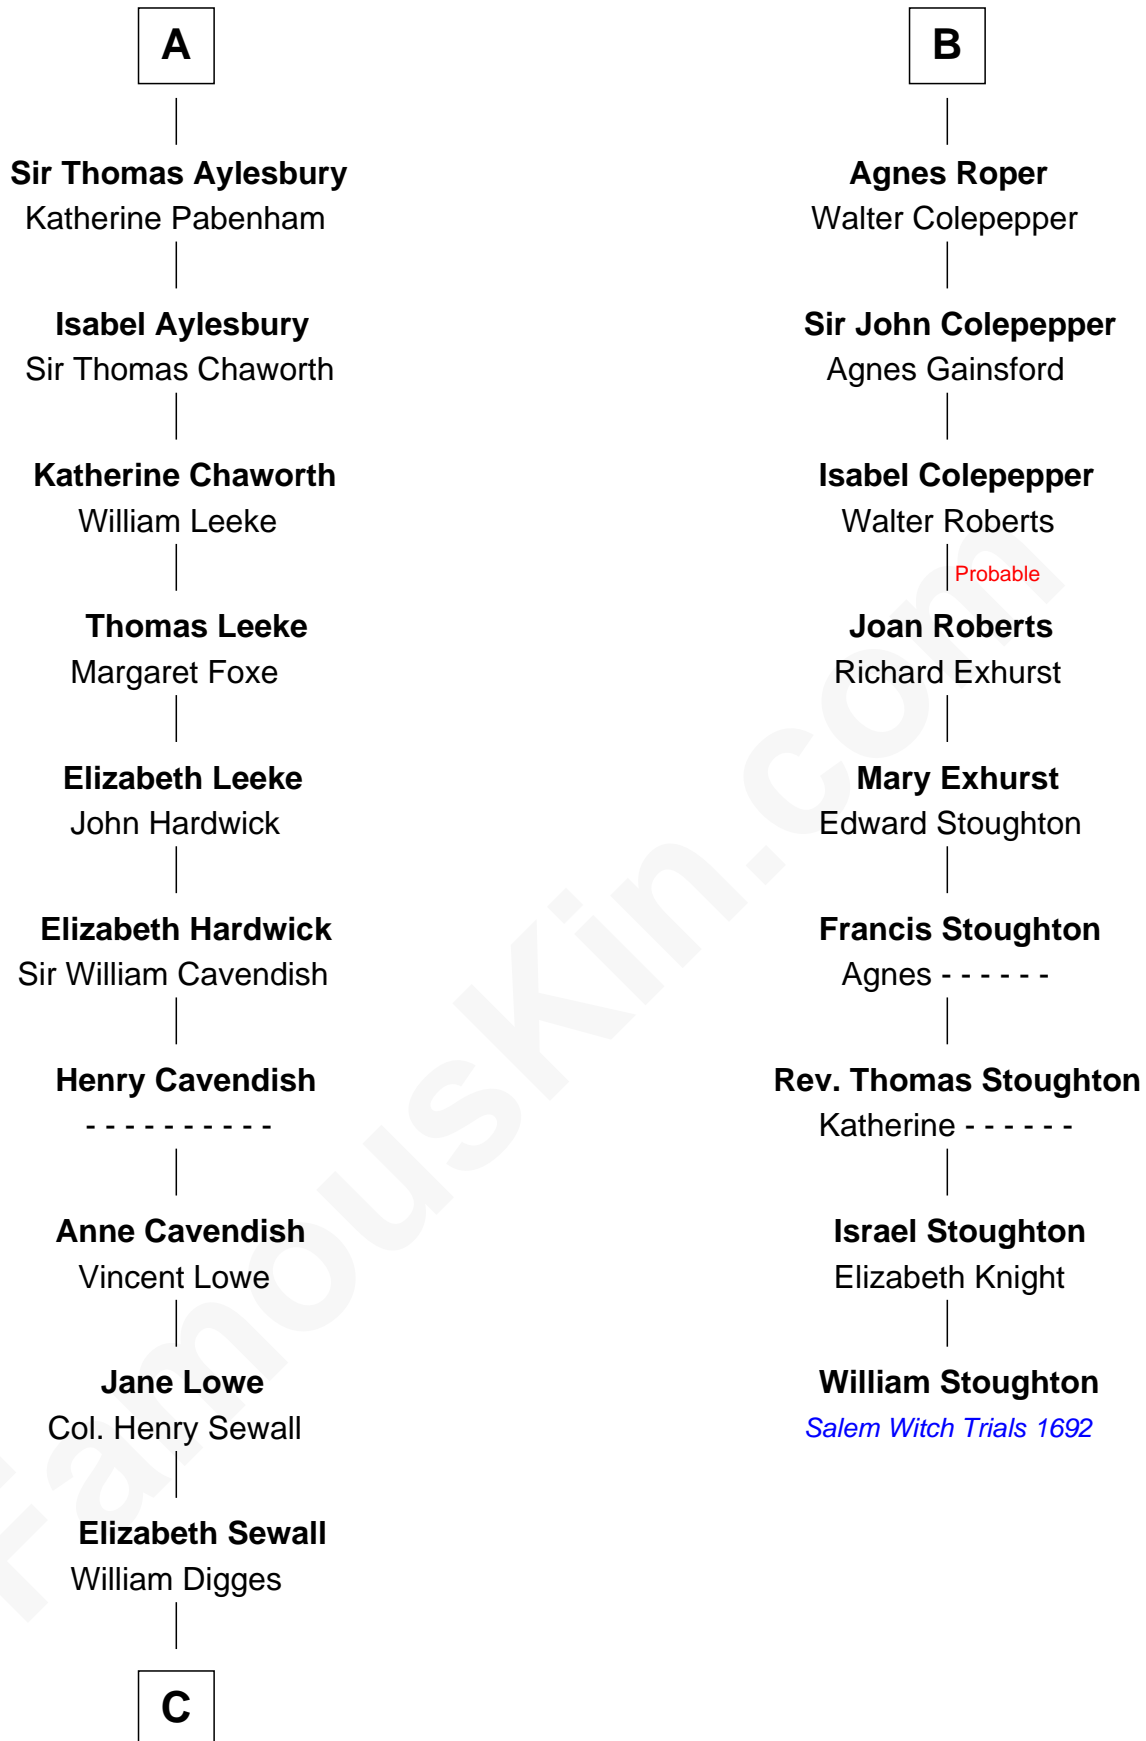 A
Sir Thomas Aylesbury
Katherine Pabenham
Isabel Aylesbury
Sir Thomas Chaworth
Katherine Chaworth
William Leeke
Thomas Leeke
Margaret Foxe
Elizabeth Leeke
John Hardwick
Elizabeth Hardwick
Sir William Cavendish
Henry Cavendish
- - - - - - - - - -
Anne Cavendish
Vincent Lowe
Jane Lowe
Col. Henry Sewall
Elizabeth Sewall
William Digges
C
B
Agnes Roper
Walter Colepepper
Sir John Colepepper
Agnes Gainsford
Isabel Colepepper
Walter Roberts
Probable
Joan Roberts
Richard Exhurst
Mary Exhurst
Edward Stoughton
Francis Stoughton
Agnes - - - - - -
Rev. Thomas Stoughton
Katherine - - - - - -
Israel Stoughton
Elizabeth Knight
William Stoughton
Salem Witch Trials 1692
FamousKin.com